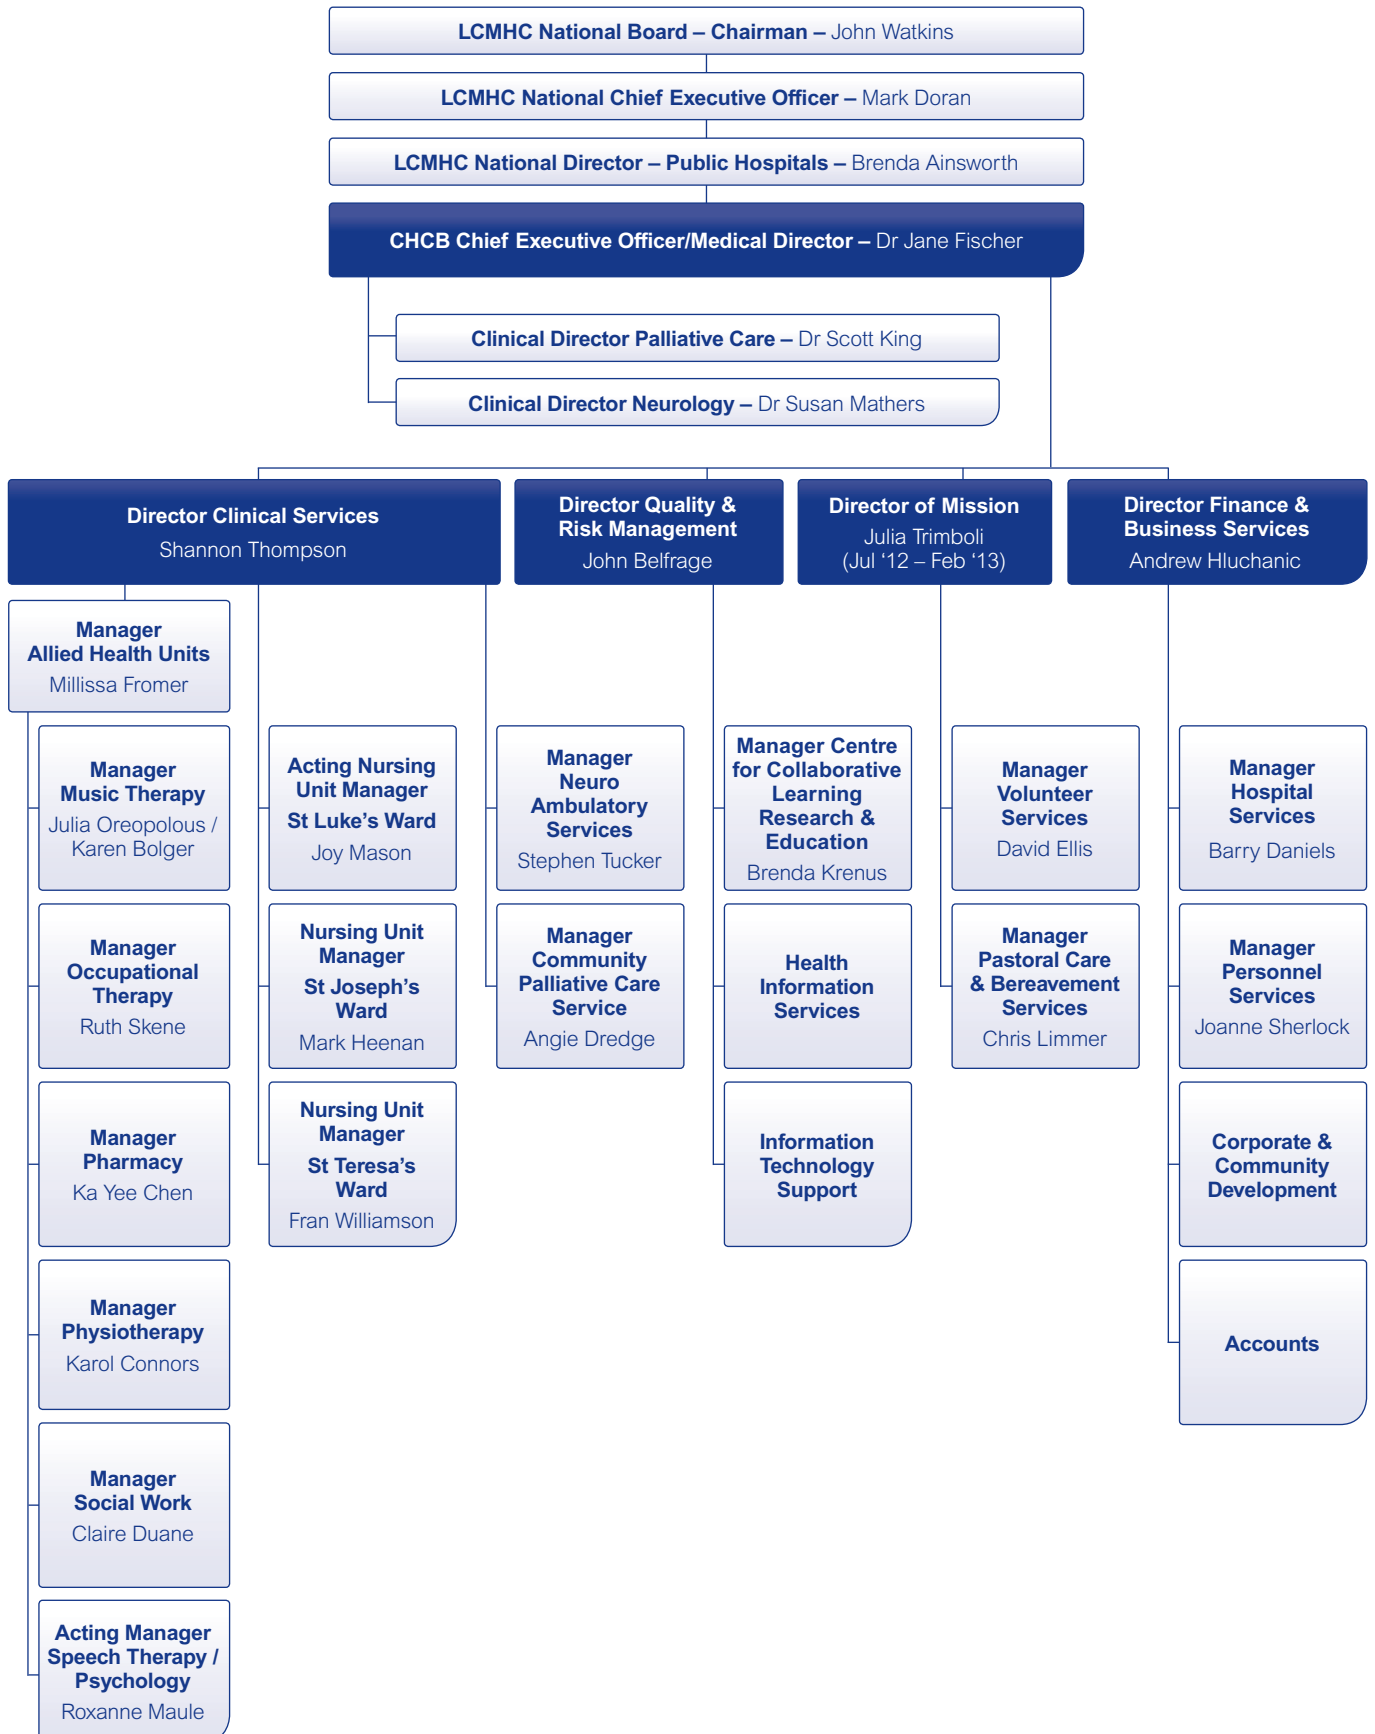 LCMHC National Board – Chairman – John Watkins
LCMHC National Chief Executive Officer – Mark Doran
LCMHC National Director – Public Hospitals – Brenda Ainsworth
CHCB Chief Executive Officer/Medical Director – Dr Jane Fischer
Clinical Director Palliative Care – Dr Scott King
Clinical Director Neurology – Dr Susan Mathers
Director Clinical Services
Shannon Thompson
Director Quality &
Risk Management
John Belfrage
Director of Mission
Julia Trimboli
(Jul ‘12 – Feb ‘13)
Director Finance &
Business Services
Andrew Hluchanic
Manager
Allied Health Units
Millissa Fromer
Manager
Music Therapy
Julia Oreopolous /
Karen Bolger
Manager
Occupational
Therapy
Ruth Skene
Manager
Pharmacy
Ka Yee Chen
Manager
Physiotherapy
Karol Connors
Manager
Social Work
Claire Duane
Acting Manager
Speech Therapy /
Psychology
Roxanne Maule
Acting Nursing
Unit Manager
St Luke’s Ward
Joy Mason
Nursing Unit
Manager
St Joseph’s
Ward
Mark Heenan
Nursing Unit
Manager
St Teresa’s
Ward
Fran Williamson
Manager
Neuro
Ambulatory
Services
Stephen Tucker
Manager
Community
Palliative Care
Service
Angie Dredge
Manager Centre
for Collaborative
Learning
Research &
Education
Brenda Krenus
Health
Information
Services
Information
Technology
Support
Manager
Volunteer
Services
David Ellis
Manager
Pastoral Care
& Bereavement
Services
Chris Limmer
Manager
Hospital
Services
Barry Daniels
Manager
Personnel
Services
Joanne Sherlock
Corporate &
Community
Development
Accounts